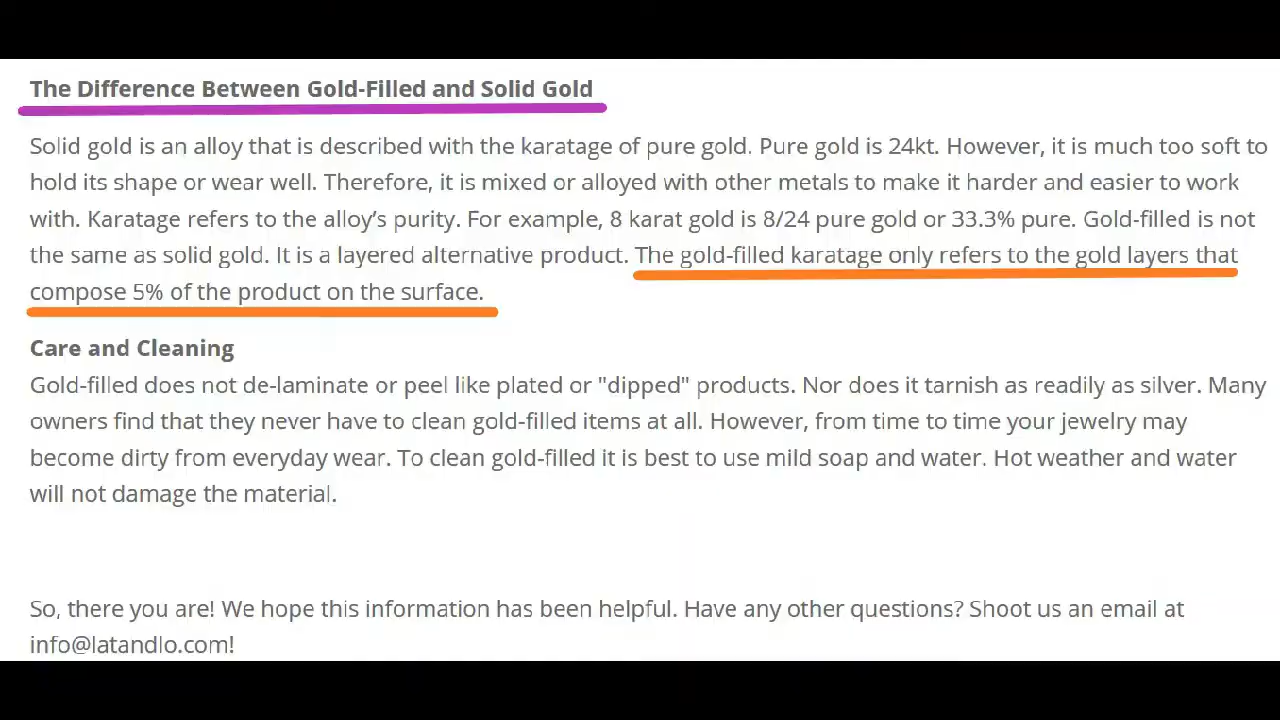 The Difference Between Gold-Filled and Solid Gold
Solid gold is an alloy that is described with the karatage of pure gold. Pure gold is 24kt. However, it is much too soft to
hold its shape or wear well. Therefore, it is mixed or alloyed with other metals to make it harder and easier to work
with. Karatage refers to the alloy’s purity. For example, 8 karat gold is 8/24 pure gold or 33.3% pure. Gold-filled is not
the same as solid gold. It is a layered alternative product. The gold-filled karatage only refers to the gold layers that
compose 5% of the product on the surface.
Care and Cleaning
Gold-filled does not de-laminate or peel like plated or "dipped" products. Nor does it tarnish as readily as silver. Many
owners find that they never have to clean gold-filled items at all. However, from time to time your jewelry may
become dirty from everyday wear. To clean gold-filled it is best to use mild soap and water. Hot weather and water
will not damage the material.
So, there you are! We hope this information has been helpful. Have any other questions? Shoot us an email at
info@latandlo.com!